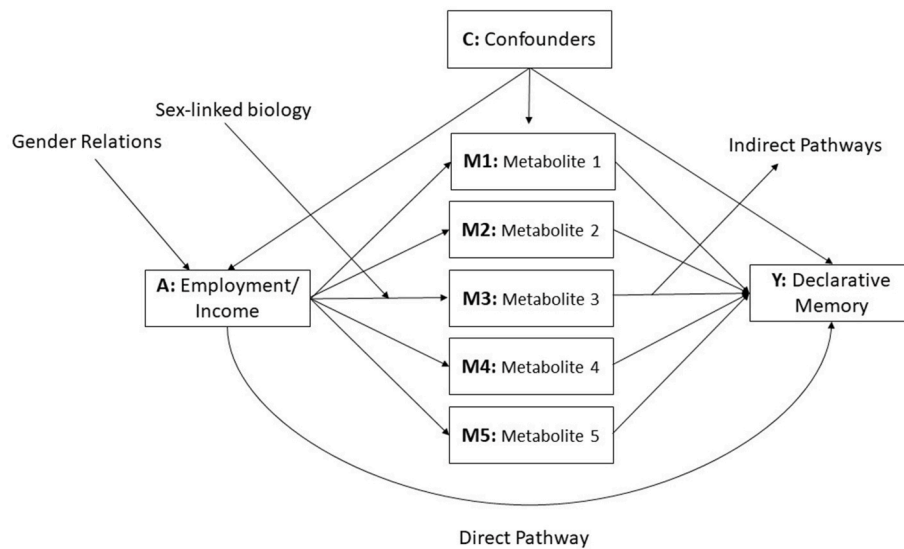 C: Confounders
Sex-linked biology
Gender Relations
Indirect Pathways
M1: Metabolite 1
M2: Metabolite 2
A: Employment/
Income
M3: Metabolite 3
Y: Declarative
Memory
M4: Metabolite 4
M5: Metabolite 5
Direct Pathway